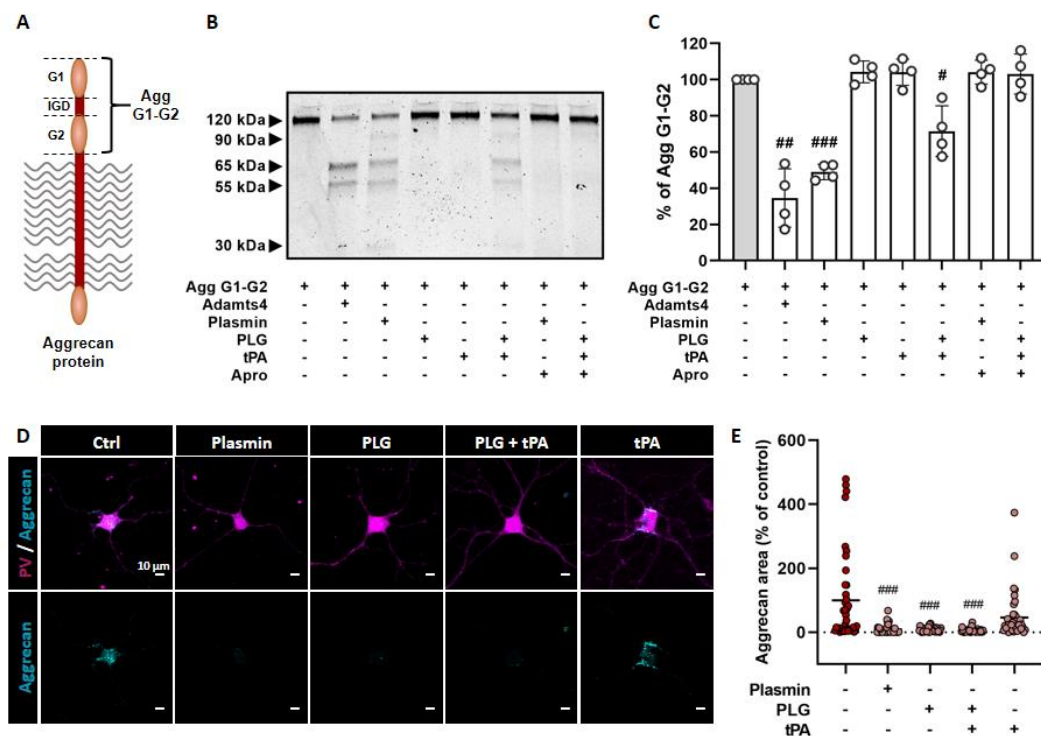 A
G1
IGD
G2
Agg
G1-G2
Aggrecan
protein
B
120 kDa
90 kDa
65 kDa
55 kDa
30 kDa
Agg G1-G2 + + + + + + + +
Adamts4 - + - - - - - -
Plasmin - - + - - - + -
PLG - - - + - + - +
tPA - - - - + + - +
Apro - - - - - - + +
C
% of Agg G1-G2
120
100
80
60
40
20
0
## ### #
Agg G1-G2 + + + + + + + +
Adamts4 - + - - - - - -
Plasmin - - + - - - + -
PLG - - - + - + - +
tPA - - - - + + - +
Apro - - - - - - + +
D
Ctrl Plasmin PLG PLG + tPA tPA
PV / Aggrecan
10 µm
Aggrecan
E
Aggrecan area (% of control)
600
400
200
0
### ### ###
Plasmin - + - - -
PLG - - + + -
tPA - - - + +